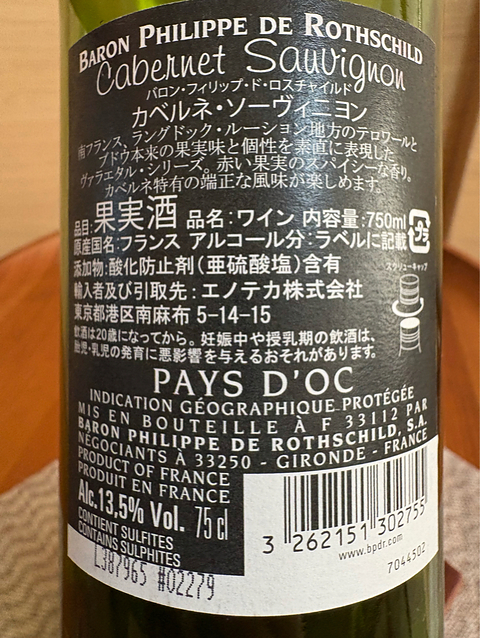 BARON PHILIPPE DE ROTHSCHILD
Cabernet Sauvignon
バロン・フィリップ・ド・ロスチャイルド
カベルネ・ソーヴィニヨン
南フランス、ラングドック・ルーション地方のテロワールと
ブドウ本来の果実味と個性を素直に表現した
ヴァラエタル・シリーズ。赤い果実のスパイシーな香り。
カベルネ特有の端正な風味が楽しめます。
品目:果実酒 品名:ワイン 内容量:750ml
原産国名:フランス アルコール分:ラベルに記載
添加物:酸化防止剤(亜硫酸塩)含有
輸入者及び引取先:エノテカ株式会社
東京都港区南麻布 5-14-15
飲酒は20歳になってから。妊娠中や授乳期の飲酒は、
胎児・乳児の発育に悪影響を与えるおそれがあります。
プラ
スクリューキャップ
PAYS D'OC
INDICATION GÉOGRAPHIQUE PROTÉGÉE
MIS EN BOUTEILLE À F 33112 PAR
BARON PHILIPPE DE ROTHSCHILD, S.A.
NÉGOCIANTS À 33250 - GIRONDE - FRANCE
PRODUCT OF FRANCE
PRODUIT EN FRANCE
Alc.13,5% Vol. 75 cl
CONTIENT SULFITES
CONTAINS SULPHITES
L387965 #02279
3 262151 302755
www.bpdr.com
7044502